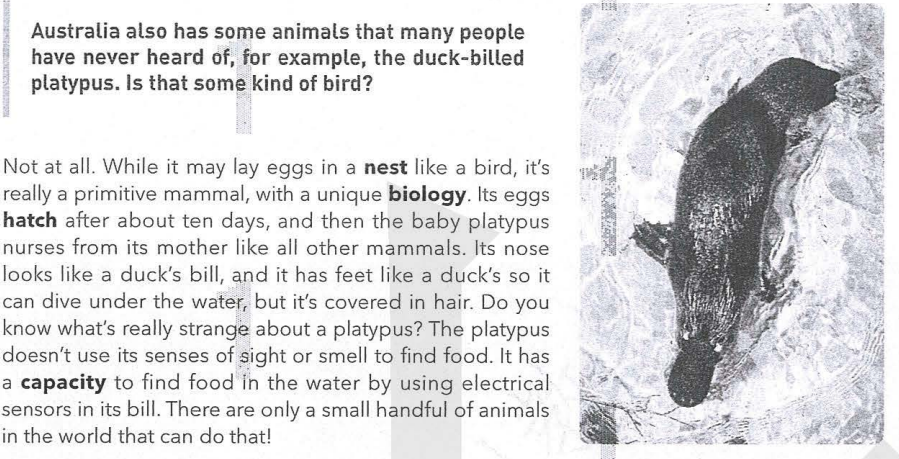 Australia also has some animals that many people
have never heard of, for example, the duck-billed
platypus. Is that some kind of bird?
Not at all. While it may lay eggs in a nest like a bird, it's
really a primitive mammal, with a unique biology. Its eggs
hatch after about ten days, and then the baby platypus
nurses from its mother like all other mammals. Its nose
looks like a duck's bill, and it has feet like a duck's so it
can dive under the water, but it's covered in hair. Do you
know what's really strange about a platypus? The platypus
doesn't use its senses of sight or smell to find food. It has
a capacity to find food in the water by using electrical
sensors in its bill. There are only a small handful of animals
in the world that can do that!